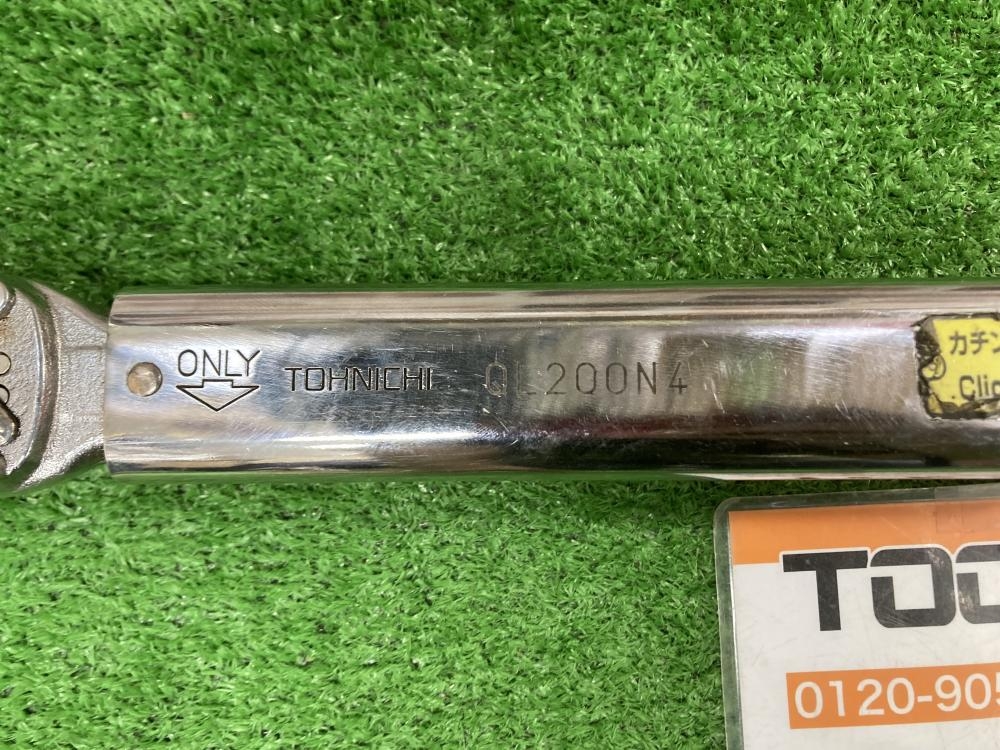 ONLY
TOHNICHI QL200N4
カチン
Clic
TOO
0120-905